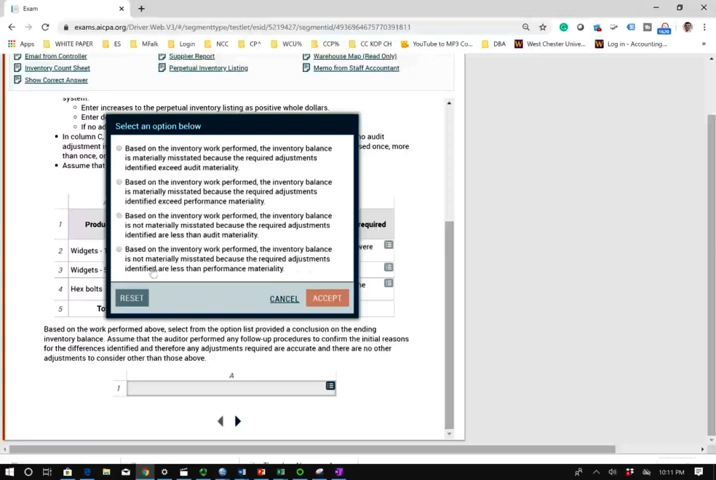 Exam
exams.aicpa.org/Driver.Web.V3/#/segmenttype/testlet/esid/5219427/segmentid/4936964675770391811
Apps WHITE PAPER ES MFalk Login NCC CP^ WCU% CCP% CC KOP CH YouTube to MP3 Co... DBA West Chester Unive... Log in - Accounting...
Email from Controller Supplier Report Warehouse Map (Read Only)
Inventory Count Sheet Perpetual Inventory Listing Memo from Staff Accountant
Show Correct Answer
system:
Enter increases to the perpetual inventory listing as positive whole dollars.
Enter
If no
In column C, no audit
adjustment used once, more
than once, or
Assume that
Select an option below
Based on the inventory work performed, the inventory balance
is materially misstated because the required adjustments
identified exceed audit materiality.
Based on the inventory work performed, the inventory balance
is materially misstated because the required adjustments
identified exceed performance materiality.
Based on the inventory work performed, the inventory balance
is not materially misstated because the required adjustments
identified are less than audit materiality.
Based on the inventory work performed, the inventory balance
is not materially misstated because the required adjustments
identified are less than performance materiality.
RESET CANCEL ACCEPT
1 Produ required
2 Widgets -
3 Widgets -
4 Hex bolts
5 To
Based on the work performed above, select from the option list provided a conclusion on the ending
inventory balance. Assume that the auditor performed any follow-up procedures to confirm the initial reasons
for the differences identified and therefore any adjustments required are accurate and there are no other
adjustments to consider other than those above.
A
1
10:11 PM